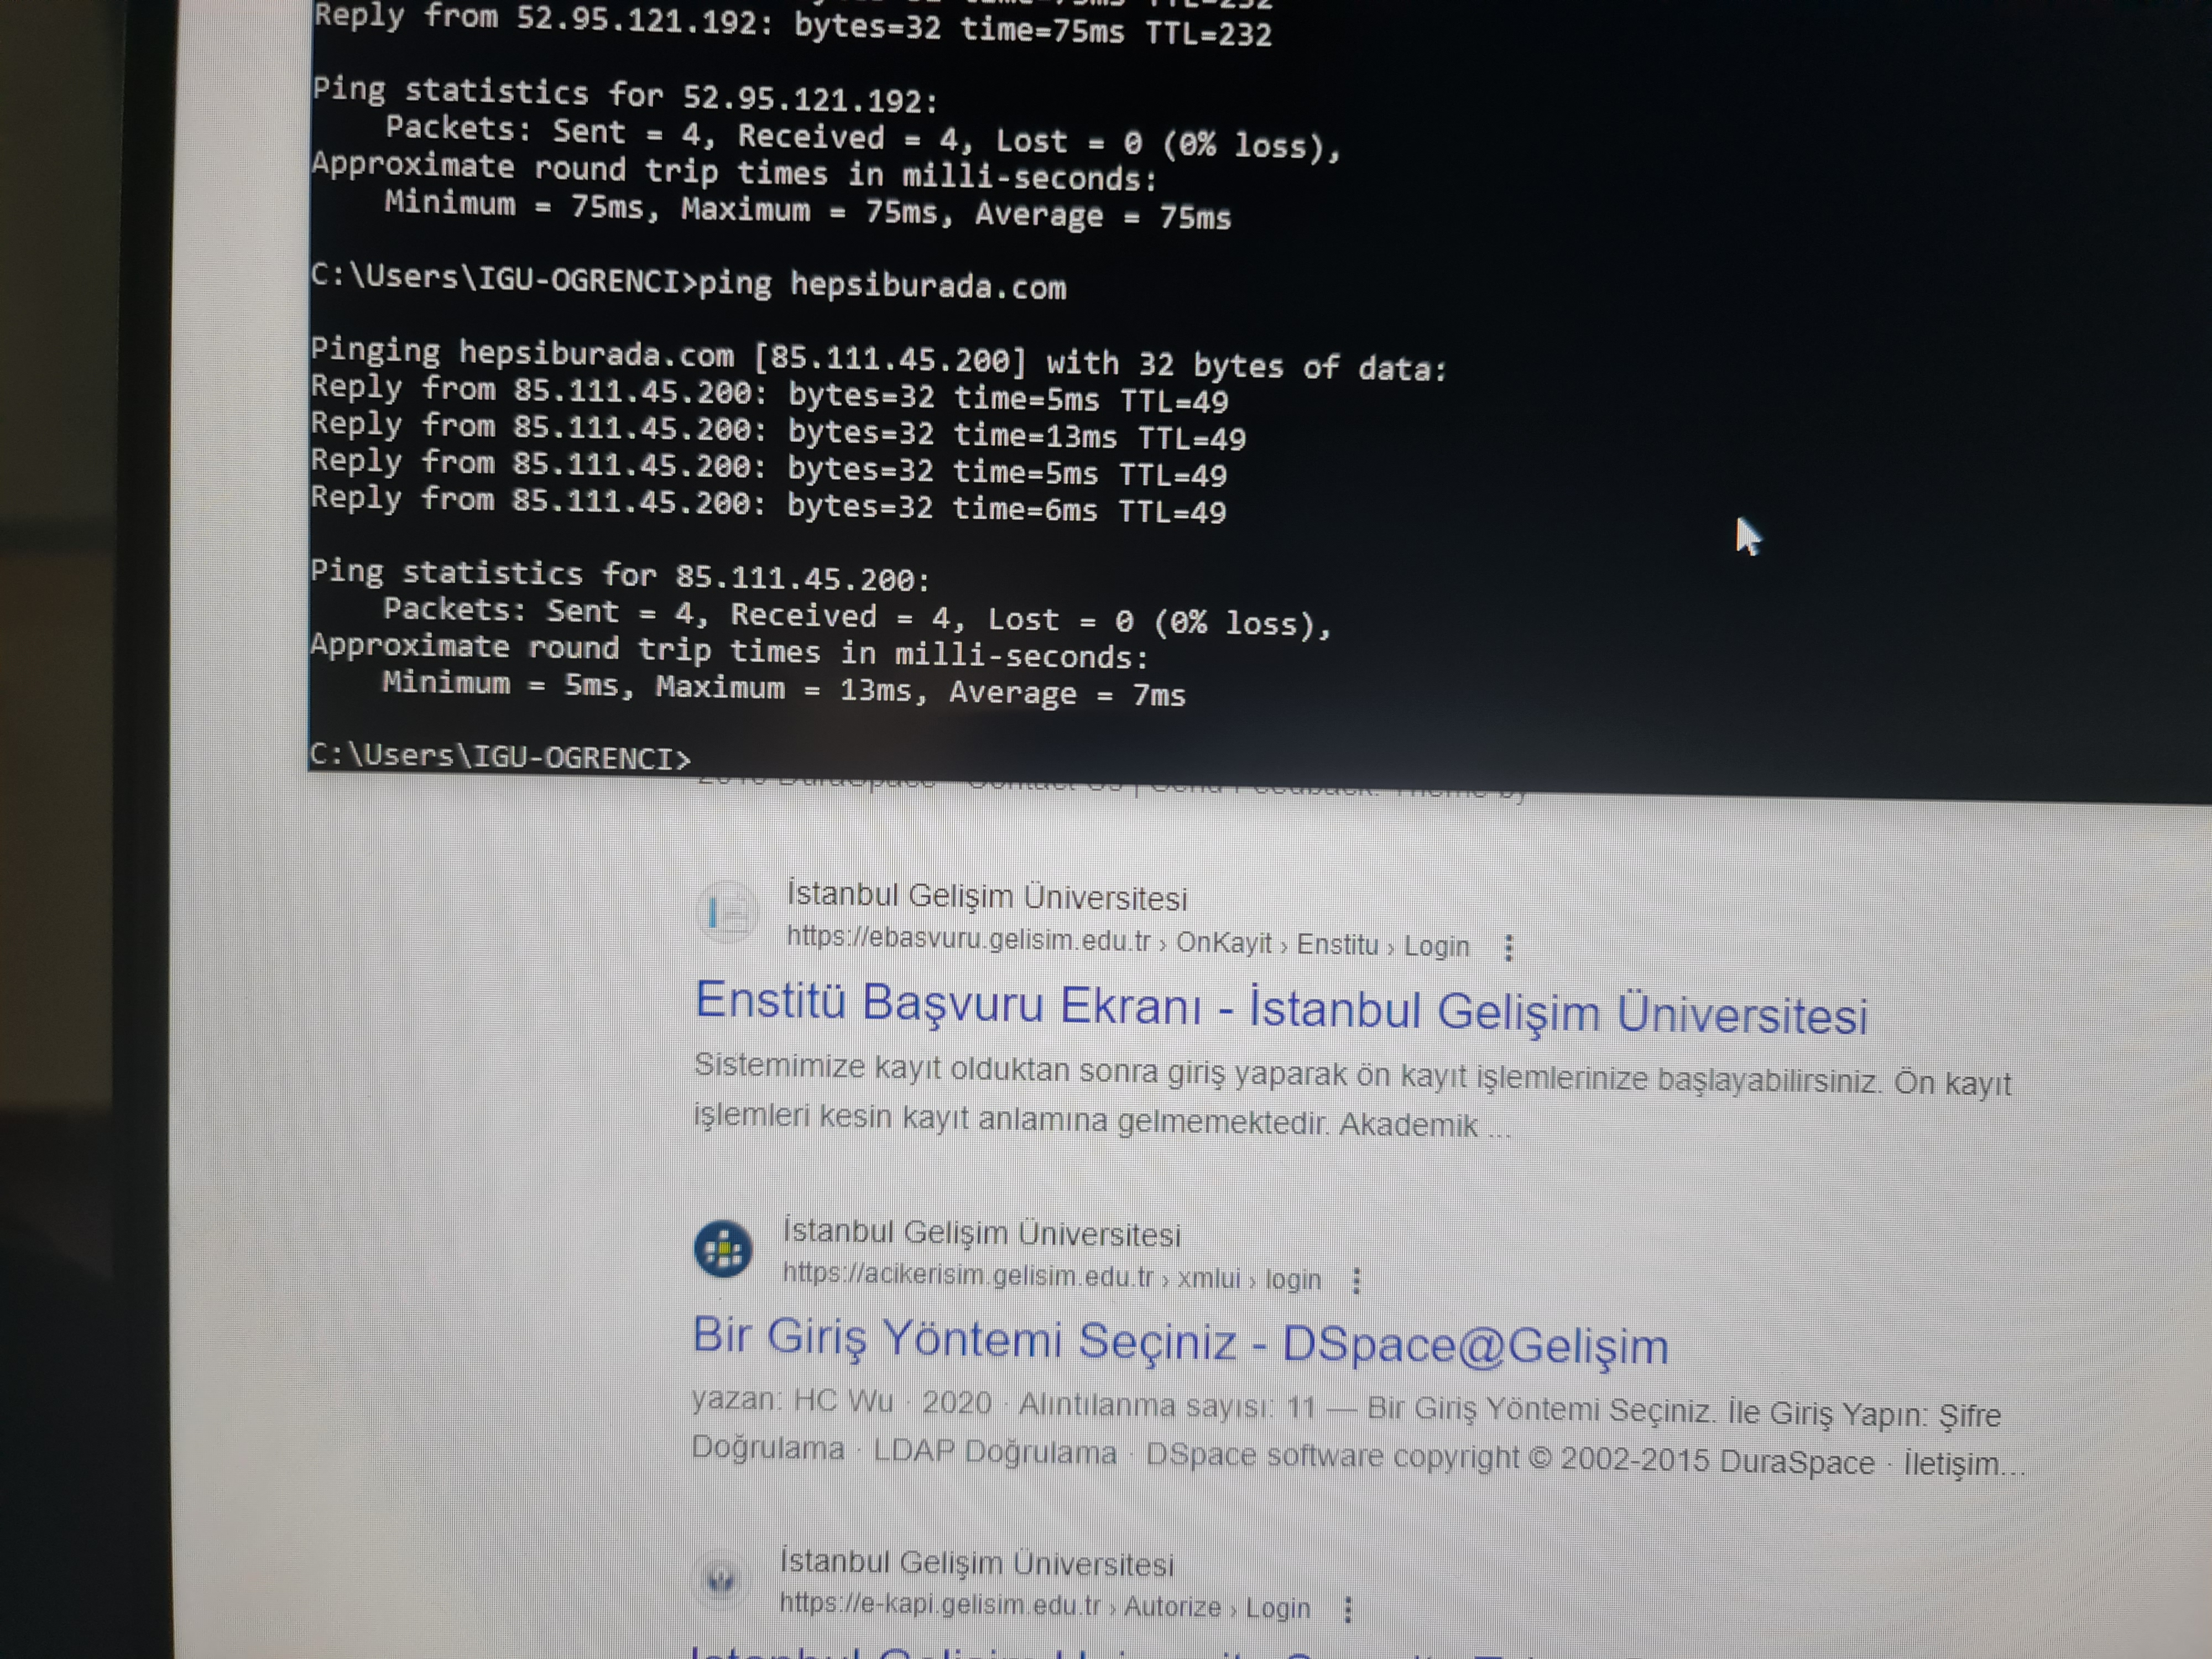 Reply from 52.95.121.192: bytes=32 time=75ms TTL=232
Ping statistics for 52.95.121.192:
Packets: Sent = 4, Received = 4, Lost = 0 (0% loss),
Approximate round trip times in milli-seconds:
Minimum = 75ms, Maximum = 75ms, Average = 75ms
C:\Users\IGU-OGRENCI>ping hepsiburada.com
Pinging hepsiburada.com [85.111.45.200] with 32 bytes of data:
Reply from 85.111.45.200: bytes=32 time=5ms TTL=49
Reply from 85.111.45.200: bytes=32 time=13ms TTL=49
Reply from 85.111.45.200: bytes=32 time=5ms TTL=49
Reply from 85.111.45.200: bytes=32 time=6ms TTL=49
Ping statistics for 85.111.45.200:
Packets: Sent = 4, Received = 4, Lost = 0 (0% loss),
Approximate round trip times in milli-seconds:
Minimum = 5ms, Maximum = 13ms, Average = 7ms
C:\Users\IGU-OGRENCI>
İstanbul Gelişim Üniversitesi
https://ebasvuru.gelisim.edu.tr › OnKayit › Enstitu › Login
Enstitü Başvuru Ekranı - İstanbul Gelişim Üniversitesi
Sistemimize kayıt olduktan sonra giriş yaparak ön kayıt işlemlerinize başlayabilirsiniz. Ön kayıt
işlemleri kesin kayıt anlamına gelmemektedir. Akademik ...
İstanbul Gelişim Üniversitesi
https://acikerisim.gelisim.edu.tr › xmlui › login
Bir Giriş Yöntemi Seçiniz - DSpace@Gelişim
yazan: HC Wu · 2020 · Alıntılanma sayısı: 11 — Bir Giriş Yöntemi Seçiniz. İle Giriş Yapın: Şifre
Doğrulama · LDAP Doğrulama · DSpace software copyright © 2002-2015 DuraSpace · İletişim...
İstanbul Gelişim Üniversitesi
https://e-kapi.gelisim.edu.tr › Autorize › Login